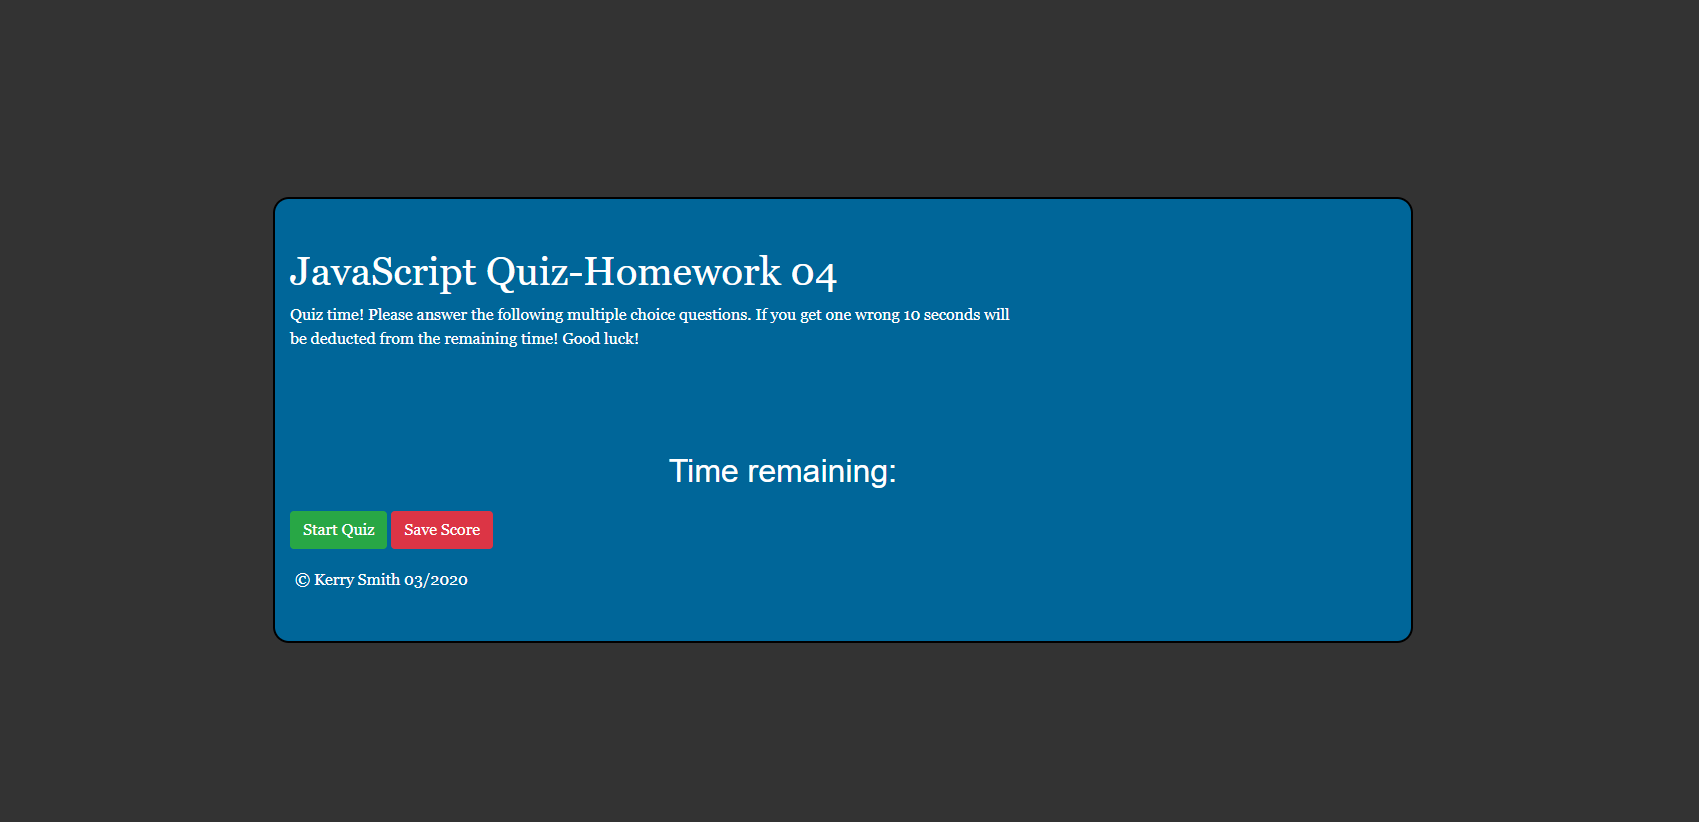 JavaScript Quiz-Homework 04
Quiz time! Please answer the following multiple choice questions. If you get one wrong 10 seconds will
be deducted from the remaining time! Good luck!
Time remaining:
Start Quiz Save Score
© Kerry Smith 03/2020